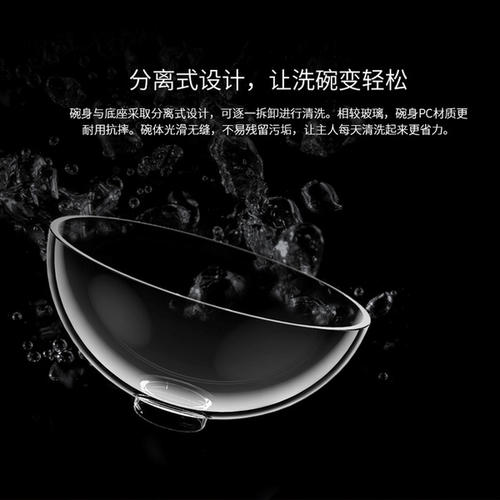 分离式设计，让洗碗变轻松
碗身与底座采取分离式设计，可逐一拆卸进行清洗。相较玻璃，碗身PC材质更
耐用抗摔。碗体光滑无缝，不易残留污垢，让主人每天清洗起来更省力。